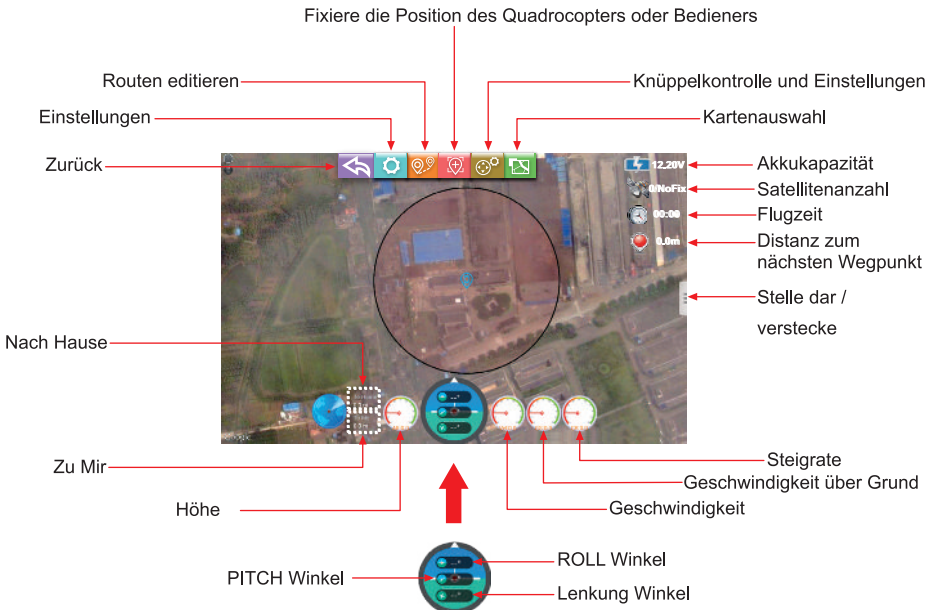 Fixiere die Position des Quadrocopters oder Bedieners
Routen editieren
Knüppelkontrolle und Einstellungen
Einstellungen
Kartenauswahl
Zurück
12.20V
Akkukapazität
0/NoFix
Satellitenanzahl
00:00
Flugzeit
0.0m
Distanz zum
nächsten Wegpunkt
Stelle dar /
verstecke
Nach Hause
Zu Mir
Steigrate
Geschwindigkeit über Grund
Höhe
Geschwindigkeit
ROLL Winkel
PITCH Winkel
Lenkung Winkel